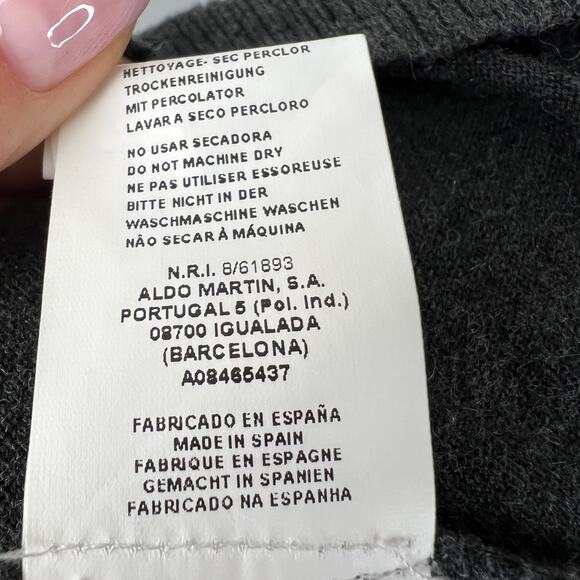 NETTOYAGE- SEC PERCLOR
TROCKENREINIGUNG
MIT PERCOLATOR
LAVAR A SECO PERCLORO
NO USAR SECADORA
DO NOT MACHINE DRY
NE PAS UTILISER ESSOREUSE
BITTE NICHT IN DER
WASCHMASCHINE WASCHEN
NÂO SECAR À MÁQUINA
N.R.I. 8/61893
ALDO MARTIN, S.A.
PORTUGAL 5 (Pol. Ind.)
08700 IGUALADA
(BARCELONA)
A08465437
FABRICADO EN ESPAÑA
MADE IN SPAIN
FABRIQUE EN ESPAGNE
GEMACHT IN SPANIEN
FABRICADO NA ESPANHA